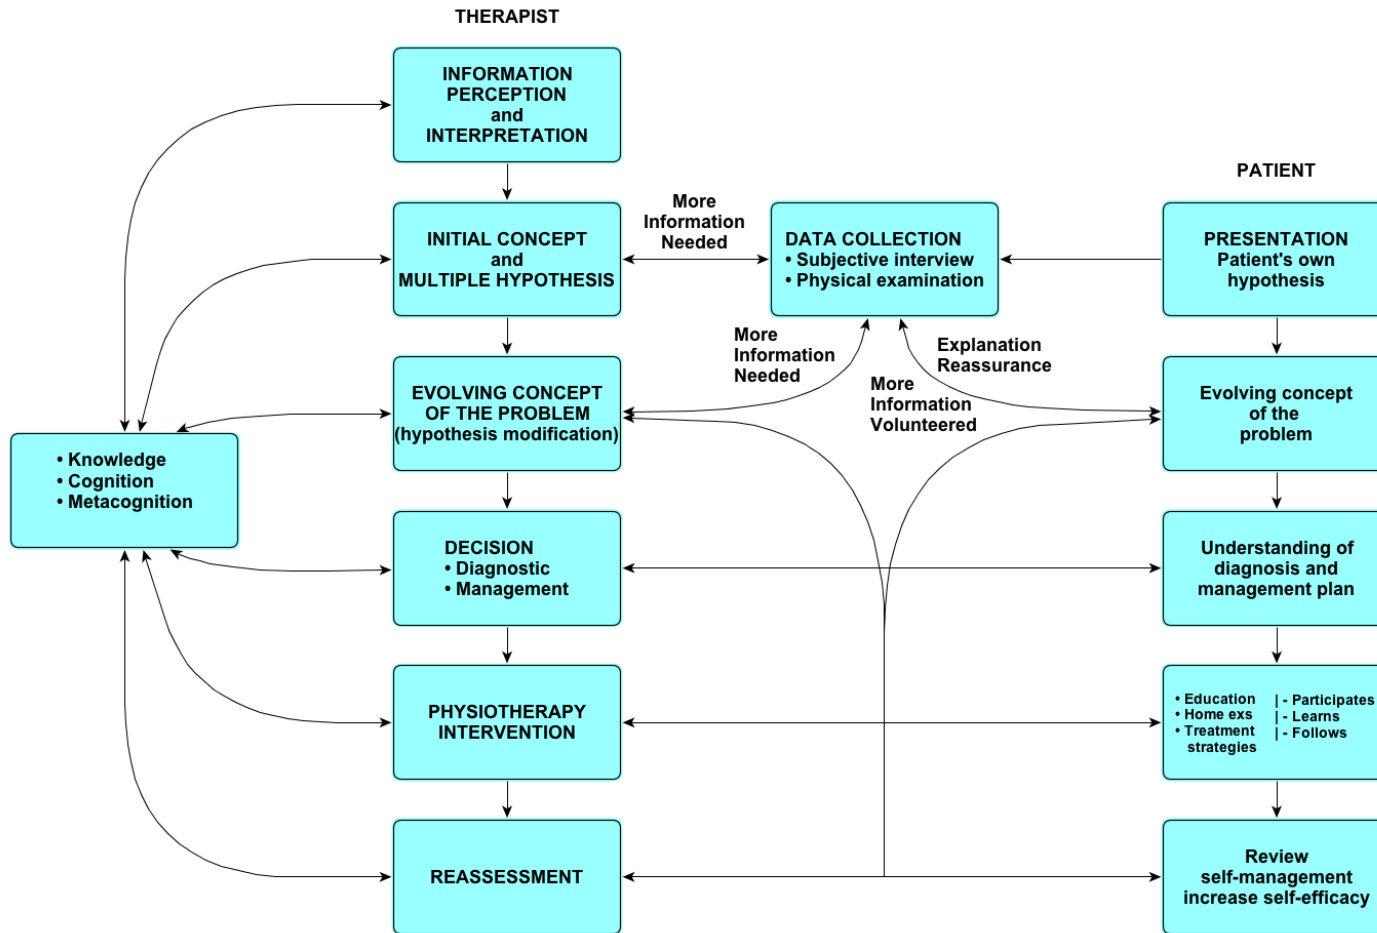 THERAPIST
INFORMATION
PERCEPTION
and
INTERPRETATION
PATIENT
More
Information
Needed
INITIAL CONCEPT
and
MULTIPLE HYPOTHESIS
DATA COLLECTION
• Subjective interview
• Physical examination
PRESENTATION
Patient's own
hypothesis
More
Information
Needed
Explanation
Reassurance
More
Information
Volunteered
EVOLVING CONCEPT
OF THE PROBLEM
(hypothesis modification)
Evolving concept
of the
problem
• Knowledge
• Cognition
• Metacognition
DECISION
• Diagnostic
• Management
Understanding of
diagnosis and
management plan
PHYSIOTHERAPY
INTERVENTION
• Education | - Participates
• Home exs | - Learns
• Treatment | - Follows
strategies
REASSESSMENT
Review
self-management
increase self-efficacy